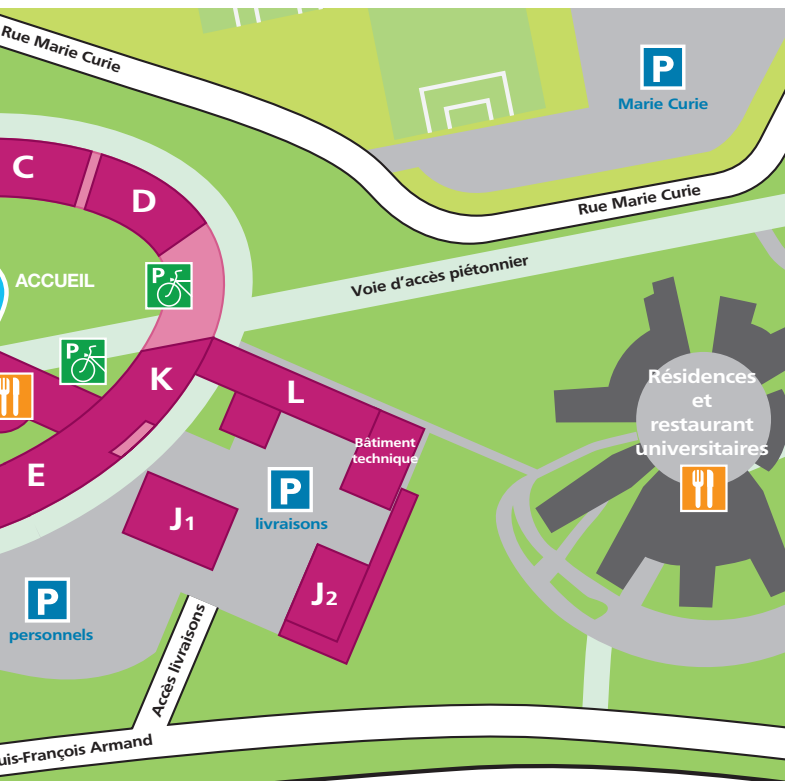 Rue Marie Curie
P
Marie Curie
C
D
Rue Marie Curie
ACCUEIL
P
Voie d’accès piétonnier
P
K
L
Résidences
et
restaurant
universitaires
Bâtiment
technique
E
P
livraisons
J1
J2
P
personnels
Accès livraisons
uis-François Armand